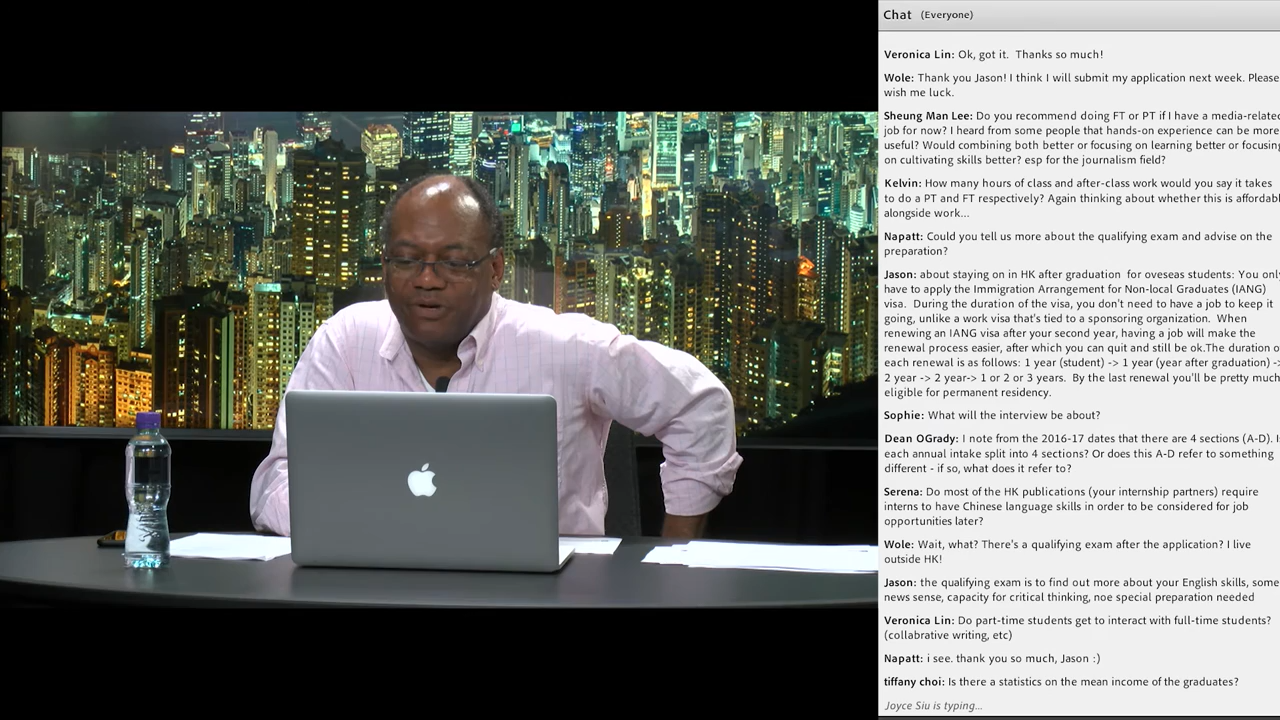 Chat (Everyone)
Veronica Lin: Ok, got it. Thanks so much!
Wole: Thank you Jason! I think I will submit my application next week. Please
wish me luck.
Sheung Man Lee: Do you recommend doing FT or PT if I have a media-related
job for now? I heard from some people that hands-on experience can be more
useful? Would combining both better or focusing on learning better or focusing
on cultivating skills better? esp for the journalism field?
Kelvin: How many hours of class and after-class work would you say it takes
to do a PT and FT respectively? Again thinking about whether this is affordabl
alongside work...
Napatt: Could you tell us more about the qualifying exam and advise on the
preparation?
Jason: about staying on in HK after graduation for oveseas students: You onl
have to apply the Immigration Arrangement for Non-local Graduates (IANG)
visa. During the duration of the visa, you don't need to have a job to keep it
going, unlike a work visa that's tied to a sponsoring organization. When
renewing an IANG visa after your second year, having a job will make the
renewal process easier, after which you can quit and still be ok.The duration o
each renewal is as follows: 1 year (student) -> 1 year (year after graduation) -
2 year -> 2 year-> 1 or 2 or 3 years. By the last renewal you'll be pretty much
eligible for permanent residency.
Sophie: What will the interview be about?
Dean OGrady: I note from the 2016-17 dates that there are 4 sections (A-D). I
each annual intake split into 4 sections? Or does this A-D refer to something
different - if so, what does it refer to?
Serena: Do most of the HK publications (your internship partners) require
interns to have Chinese language skills in order to be considered for job
opportunities later?
Wole: Wait, what? There's a qualifying exam after the application? I live
outside HK!
Jason: the qualifying exam is to find out more about your English skills, some
news sense, capacity for critical thinking, noe special preparation needed
Veronica Lin: Do part-time students get to interact with full-time students?
(collabrative writing, etc)
Napatt: i see. thank you so much, Jason :)
tiffany choi: Is there a statistics on the mean income of the graduates?
Joyce Siu is typing...